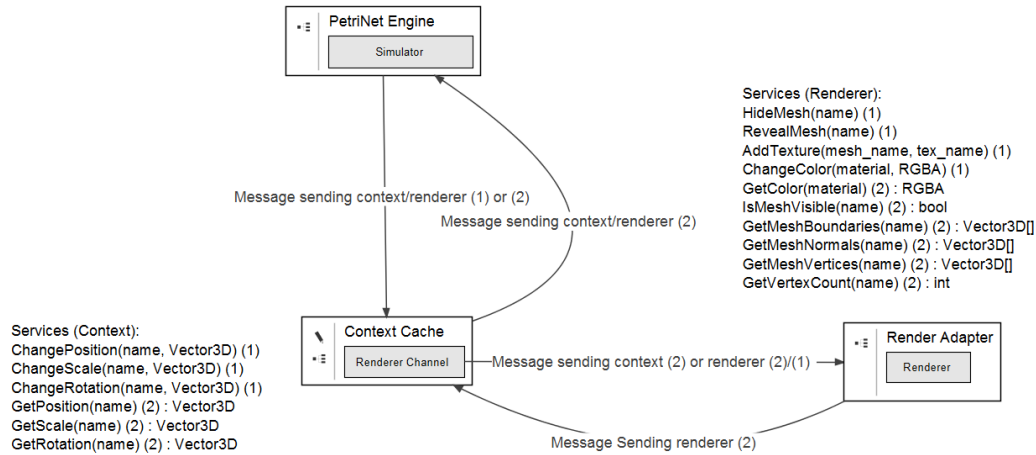 PetriNet Engine
Simulator
Services (Renderer):
HideMesh(name) (1)
RevealMesh(name) (1)
AddTexture(mesh_name, tex_name) (1)
ChangeColor(material, RGBA) (1)
GetColor(material) (2) : RGBA
IsMeshVisible(name) (2) : bool
GetMeshBoundaries(name) (2) : Vector3D[]
GetMeshNormals(name) (2) : Vector3D[]
GetMeshVertices(name) (2) : Vector3D[]
GetVertexCount(name) (2) : int
Message sending context/renderer (1) or (2)
Message sending context/renderer (2)
Services (Context):
ChangePosition(name, Vector3D) (1)
ChangeScale(name, Vector3D) (1)
ChangeRotation(name, Vector3D) (1)
GetPosition(name) (2) : Vector3D
GetScale(name) (2) : Vector3D
GetRotation(name) (2) : Vector3D
Context Cache
Renderer Channel
Message sending context (2) or renderer (2)/(1)
Render Adapter
Renderer
Message Sending renderer (2)